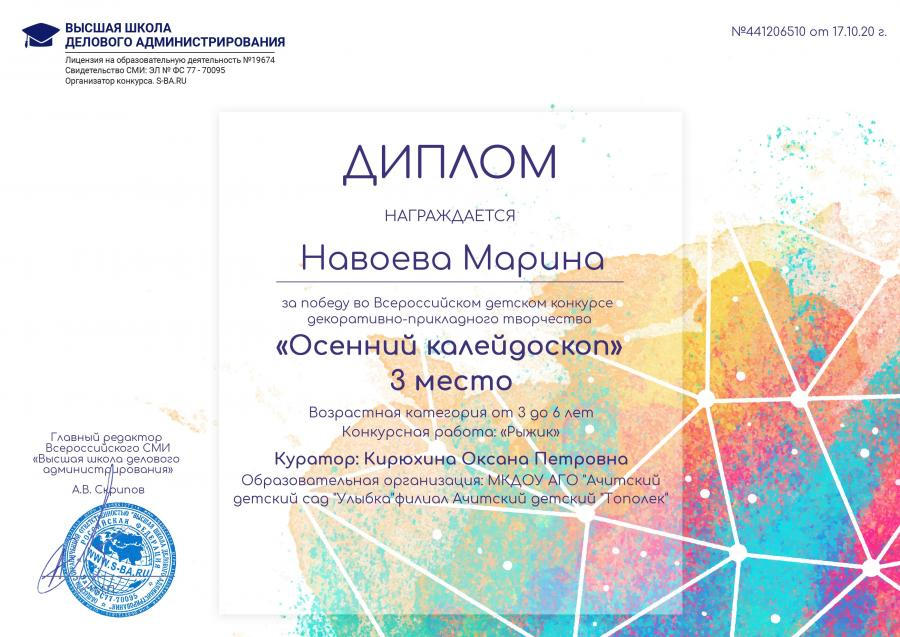 ВЫСШАЯ ШКОЛА
ДЕЛОВОГО АДМИНИСТРИРОВАНИЯ
Лицензия на образовательную деятельность №19674
Свидетельство СМИ: ЭЛ № ФС 77 - 70095
Организатор конкурса. S-BA.RU
№441206510 от 17.10.20 г.
ДИПЛОМ
НАГРАЖДАЕТСЯ
Навоева Марина
за победу во Всероссийском детском конкурсе
декоративно-прикладного творчества
«Осенний калейдоскоп»
3 место
Возрастная категория от 3 до 6 лет
Конкурсная работа: «Рыжик»
Куратор: Кирюхина Оксана Петровна
Образовательная организация: МКДОУ АГО "Ачитский
детский сад "Улыбка"филиал Ачитский детский "Тополек"
Главный редактор
Всероссийского СМИ
«Высшая школа делового
администрирования»
А.В. Скрипов
РОССИЙСКАЯ ФЕДЕРАЦИЯ
WWW.S-BA.RU